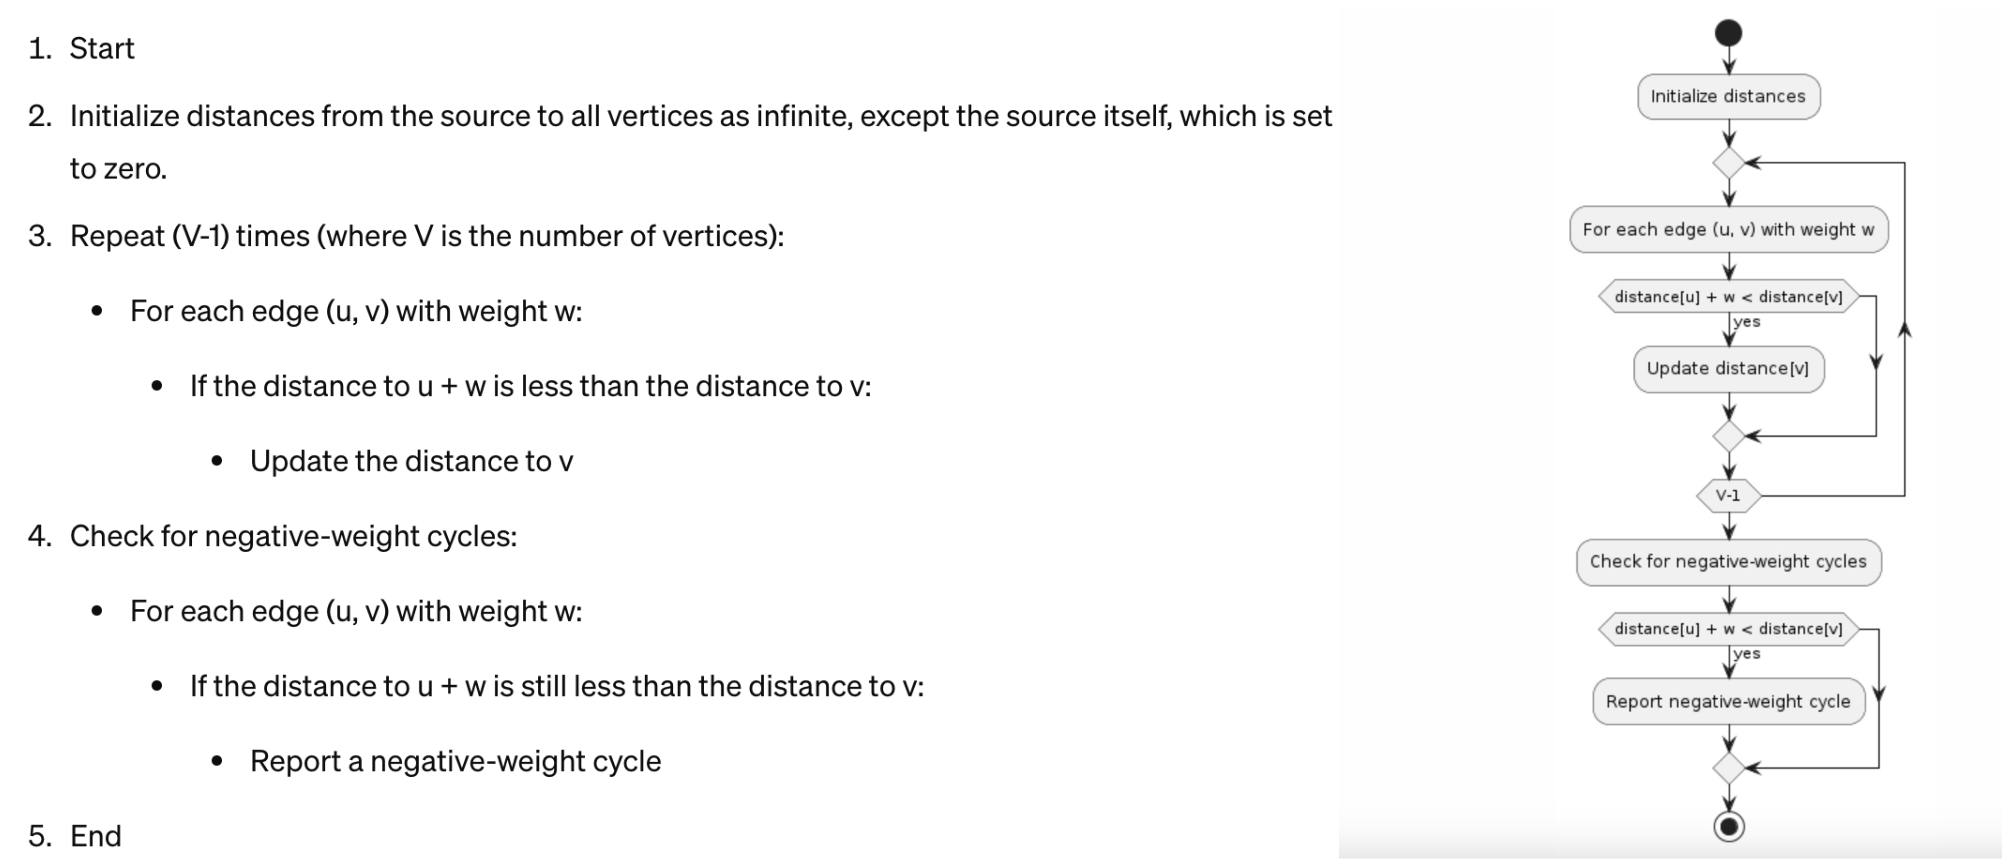 1. Start
2. Initialize distances from the source to all vertices as infinite, except the source itself, which is set
to zero.
3. Repeat (V-1) times (where V is the number of vertices):
• For each edge (u, v) with weight w:
• If the distance to u + w is less than the distance to v:
• Update the distance to v
4. Check for negative-weight cycles:
• For each edge (u, v) with weight w:
• If the distance to u + w is still less than the distance to v:
• Report a negative-weight cycle
5. End
Initialize distances
For each edge (u, v) with weight w
distance[u] + w < distance[v]
yes
Update distance[v]
V-1
Check for negative-weight cycles
distance[u] + w < distance[v]
yes
Report negative-weight cycle